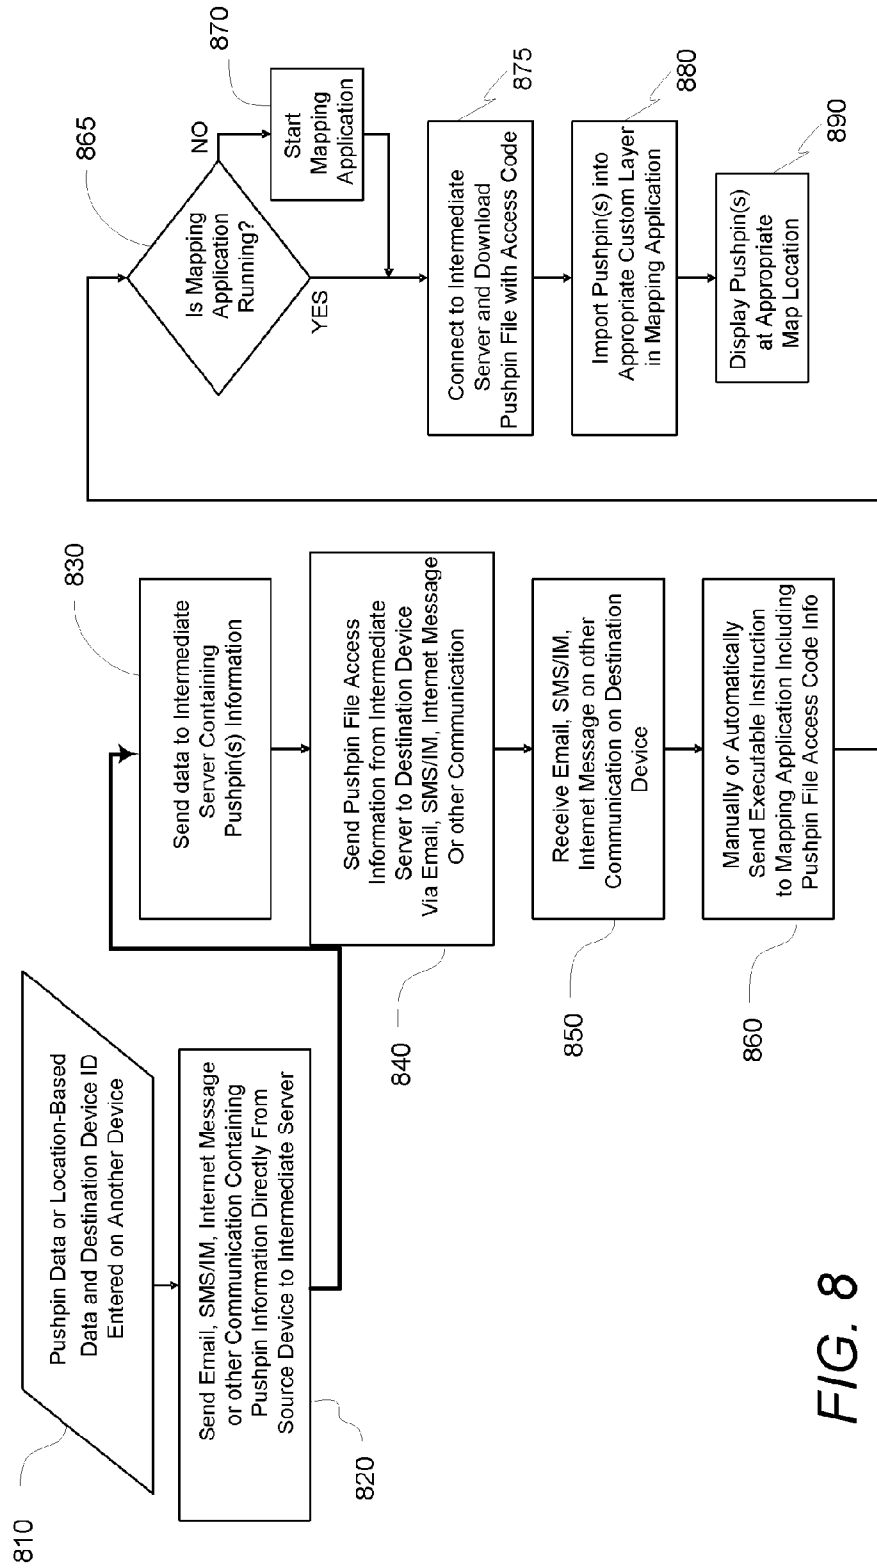 810
Pushpin Data or Location-Based
Data and Destination Device ID
Entered on Another Device
820
Send Email, SMS/IM, Internet Message
or other Communication Containing
Pushpin Information Directly From
Source Device to Intermediate Server
830
Send data to Intermediate
Server Containing
Pushpin(s) Information
840
Send Pushpin File Access
Information from Intermediate
Server to Destination Device
Via Email, SMS/IM, Internet Message
Or other Communication
850
Receive Email, SMS/IM,
Internet Message on other
Communication on Destination
Device
860
Manually or Automatically
Send Executable Instruction
to Mapping Application Including
Pushpin File Access Code Info
865
Is Mapping
Application
Running?
NO
YES
870
Start
Mapping
Application
875
Connect to Intermediate
Server and Download
Pushpin File with Access Code
880
Import Pushpin(s) into
Appropriate Custom Layer
in Mapping Application
890
Display Pushpin(s)
at Appropriate
Map Location
FIG. 8